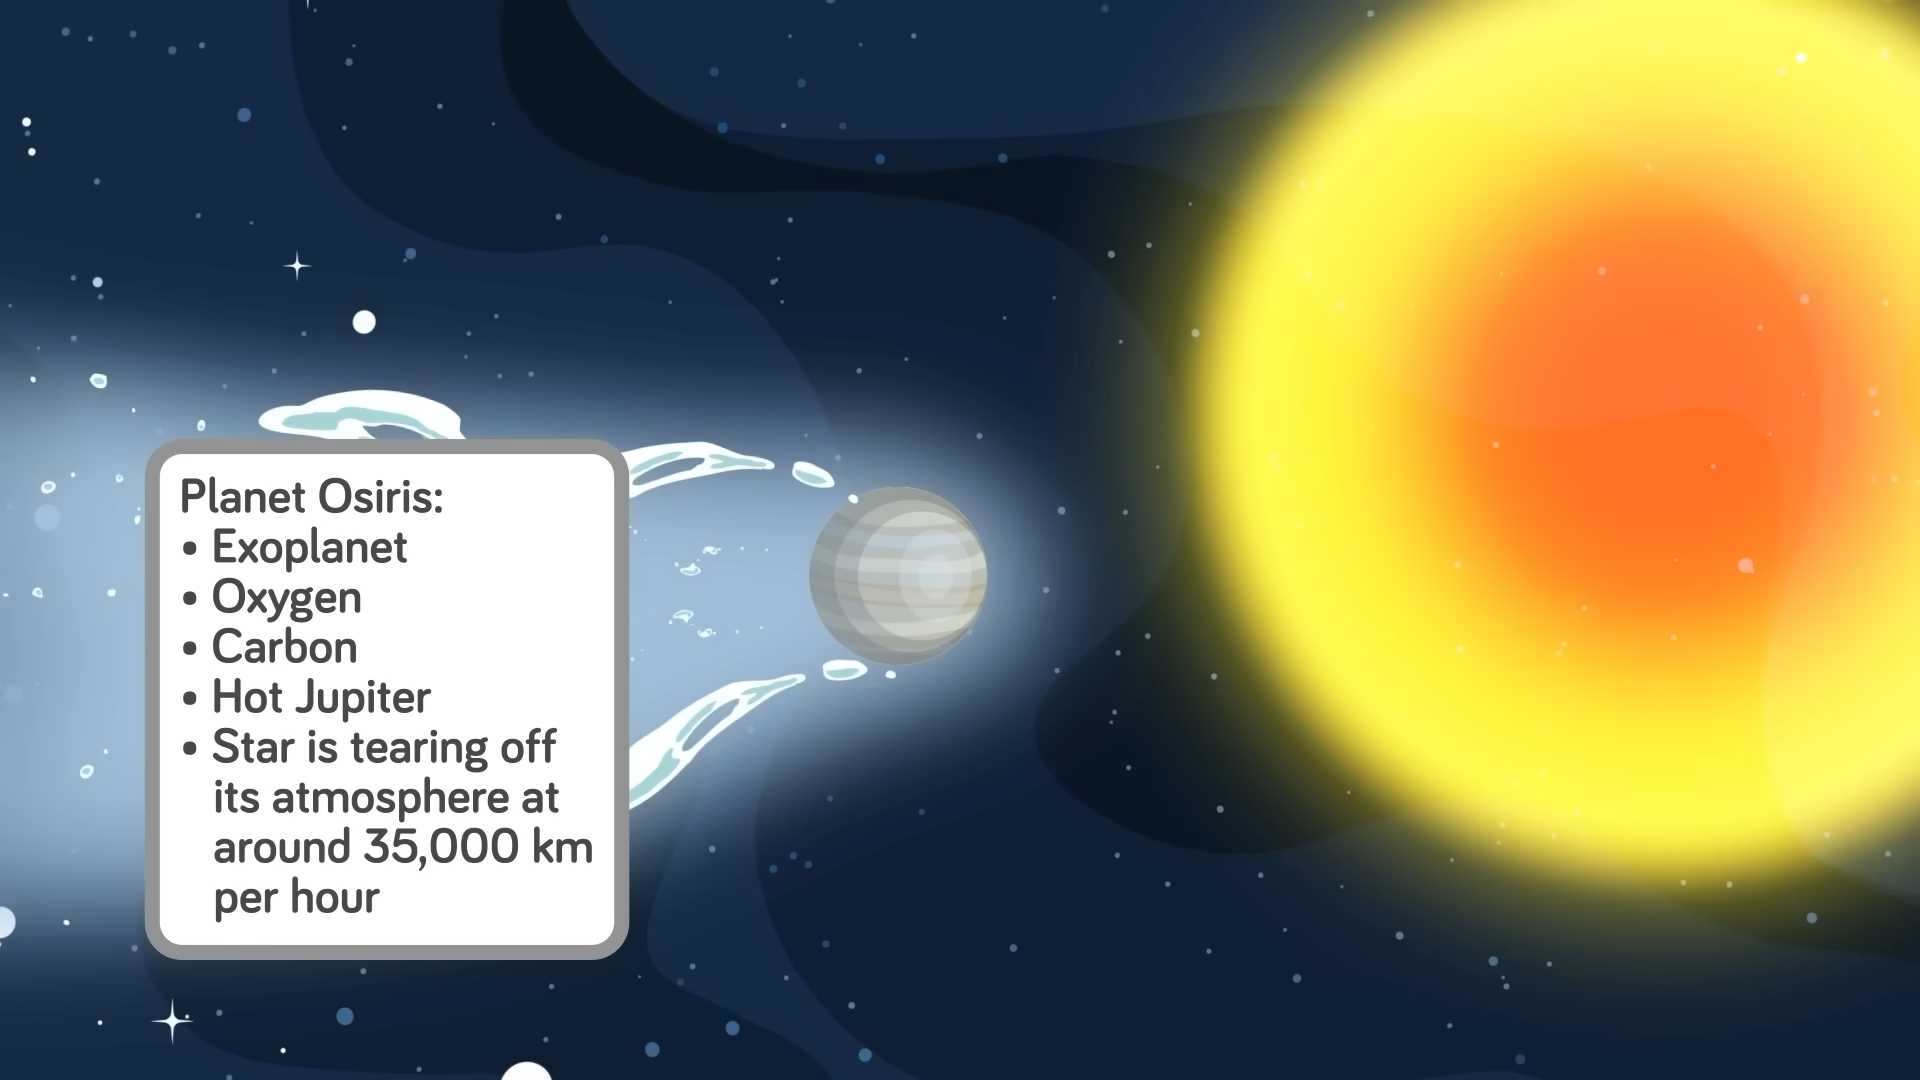 Planet Osiris:
• Exoplanet
• Oxygen
• Carbon
• Hot Jupiter
• Star is tearing off
its atmosphere at
around 35,000 km
per hour